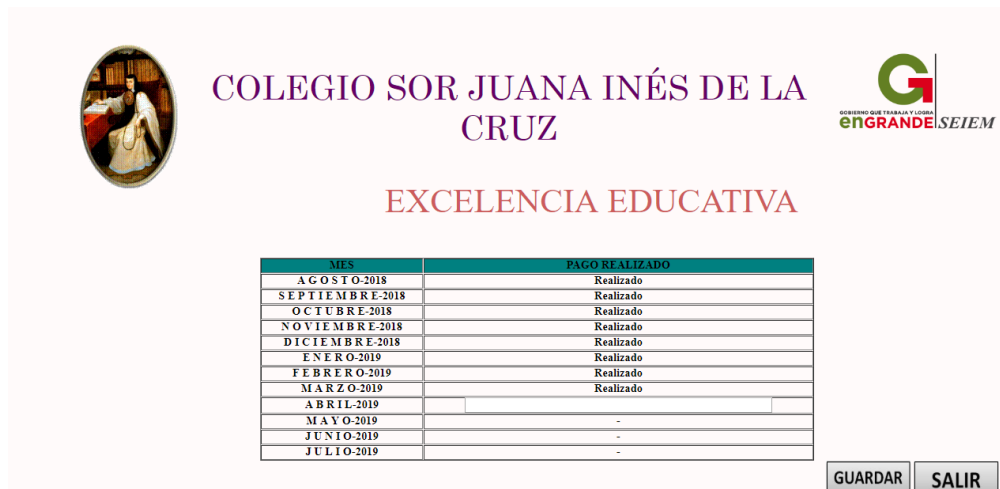 COLEGIO SOR JUANA INÉS DE LA
CRUZ
GOBIERNO QUE TRABAJA Y LOGRA
enGRANDE SEIEM
EXCELENCIA EDUCATIVA
MES PAGO REALIZADO
A G O S T O-2018 Realizado
S E P T I E M B R E-2018 Realizado
O C T U B R E-2018 Realizado
N O V I E M B R E-2018 Realizado
D I C I E M B R E-2018 Realizado
E N E R O-2019 Realizado
F E B R E R O-2019 Realizado
M A R Z O-2019 Realizado
A B R I L-2019
M A Y O-2019 -
J U N I O-2019 -
J U L I O-2019 -
GUARDAR SALIR